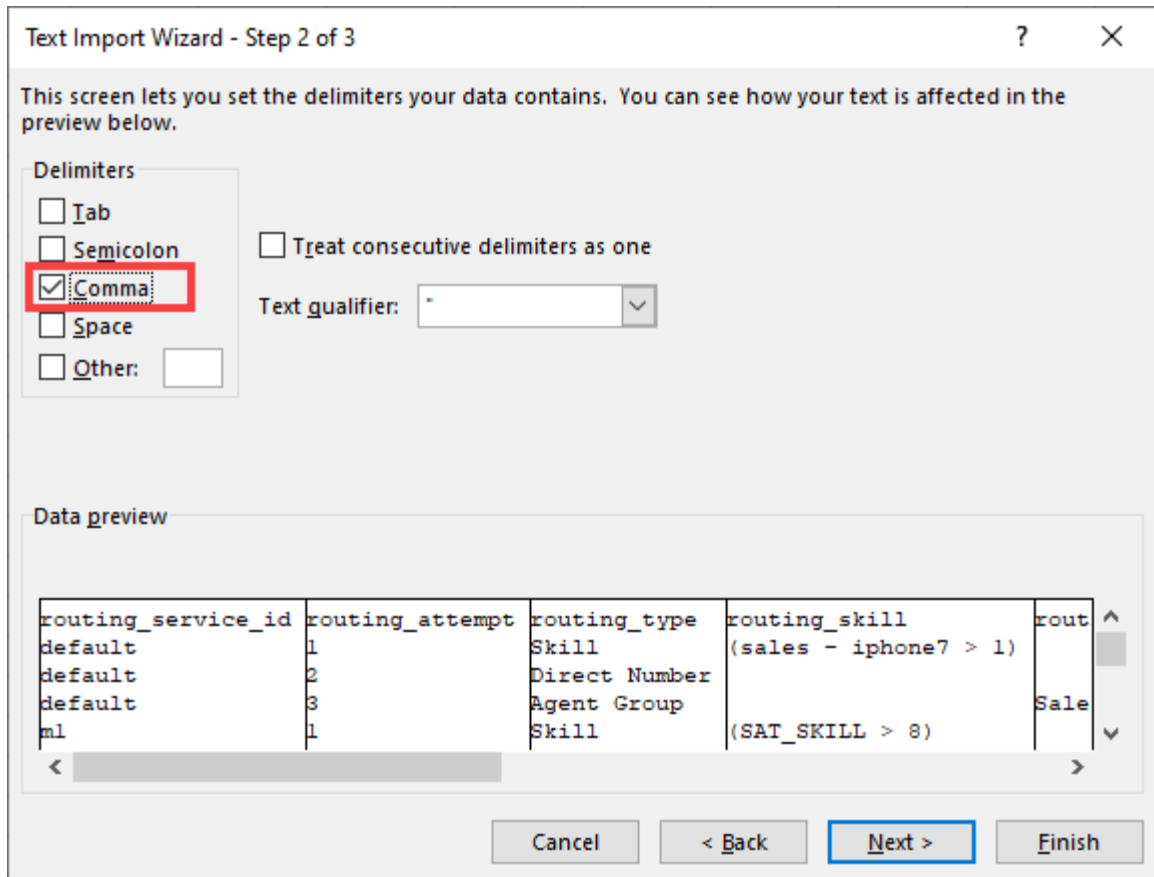 Text Import Wizard - Step 2 of 3
This screen lets you set the delimiters your data contains. You can see how your text is affected in the
preview below.
Delimiters
Tab
Semicolon
Treat consecutive delimiters as one
Comma
Text qualifier: "
Space
Other:
Data preview
routing_service_id routing_attempt routing_type routing_skill rout
default 1 Skill (sales - iphone7 > 1)
default 2 Direct Number
default 3 Agent Group Sale
ml 1 Skill (SAT_SKILL > 8)
Cancel < Back Next > Finish